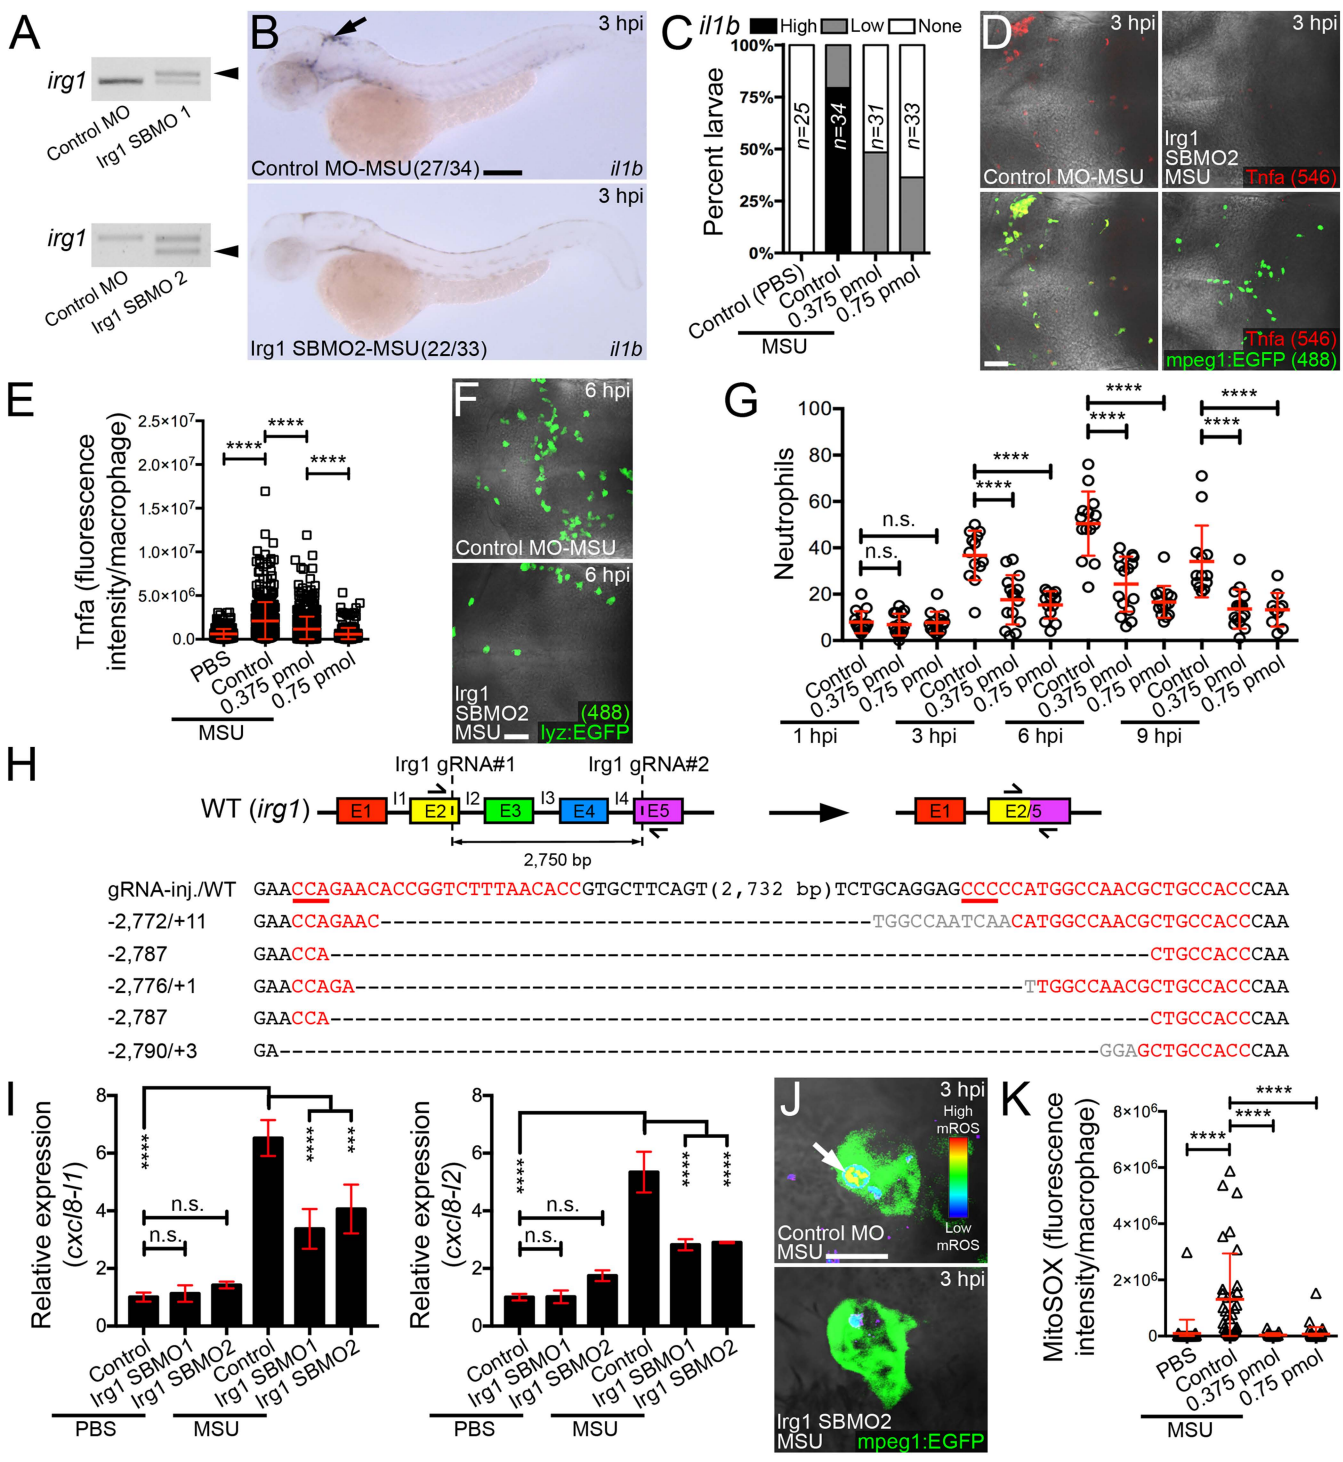 A
irg1
Control MO
Irg1 SBMO 1
irg1
Control MO
Irg1 SBMO 2
B
3 hpi
Control MO-MSU(27/34)
il1b
3 hpi
Irg1 SBMO2-MSU(22/33)
il1b
C
il1b High Low None
Percent larvae
100%
75%
50%
25%
0%
n=25
n=34
n=31
n=33
Control (PBS)
Control
0.375 pmol
0.75 pmol
MSU
D
3 hpi
Control MO-MSU
3 hpi
Irg1
SBMO2
MSU
Tnfa (546)
Tnfa (546)
mpeg1:EGFP (488)
E
Tnfa (fluorescence
intensity/macrophage)
2.5×10⁷
2.0×10⁷
1.5×10⁷
1.0×10⁷
5.0×10⁶
0.0
****
****
****
PBS
Control
0.375 pmol
0.75 pmol
MSU
F
6 hpi
Control MO-MSU
6 hpi
Irg1
SBMO2
MSU
(488)
lyz:EGFP
G
Neutrophils
100
80
60
40
20
0
n.s.
n.s.
****
****
****
****
****
****
Control
0.375 pmol
0.75 pmol
Control
0.375 pmol
0.75 pmol
Control
0.375 pmol
0.75 pmol
Control
0.375 pmol
0.75 pmol
1 hpi
3 hpi
6 hpi
9 hpi
H
Irg1 gRNA#1
Irg1 gRNA#2
WT (irg1)
E1 I1 E2 I2 E3 I3 E4 I4 E5
2,750 bp
E1 E2/5
gRNA-inj./WT GAACCAGAACACCGGTCTTTAACACCGTGCTTCAGT(2,732 bp)TCTGCAGGAGCCCCCATGGCCAACGCTGCCACCCAA
-2,772/+11 GAACCAGAAC---------------------------------------TGGCCAATCAACATGGCCAACGCTGCCACCCAA
-2,787 GAACCA-----------------------------------------------------------------CTGCCACCCAA
-2,776/+1 GAACCAGA-----------------------------------------------------TTGGCCAACGCTGCCACCCAA
-2,787 GAACCA-----------------------------------------------------------------CTGCCACCCAA
-2,790/+3 GA-----------------------------------------------------------------GGAGCTGCCACCCAA
I
Relative expression
(cxcl8-l1)
8
6
4
2
0
****
n.s.
n.s.
****
***
Control
Irg1 SBMO1
Irg1 SBMO2
Control
Irg1 SBMO1
Irg1 SBMO2
PBS
MSU
Relative expression
(cxcl8-l2)
8
6
4
2
0
****
n.s.
n.s.
****
****
Control
Irg1 SBMO1
Irg1 SBMO2
Control
Irg1 SBMO1
Irg1 SBMO2
PBS
MSU
J
3 hpi
High
mROS
Low
mROS
Control MO
MSU
3 hpi
Irg1 SBMO2
MSU
mpeg1:EGFP
K
MitoSOX (fluorescence
intensity/macrophage)
8×10⁶
6×10⁶
4×10⁶
2×10⁶
0
****
****
****
PBS
Control
0.375 pmol
0.75 pmol
MSU